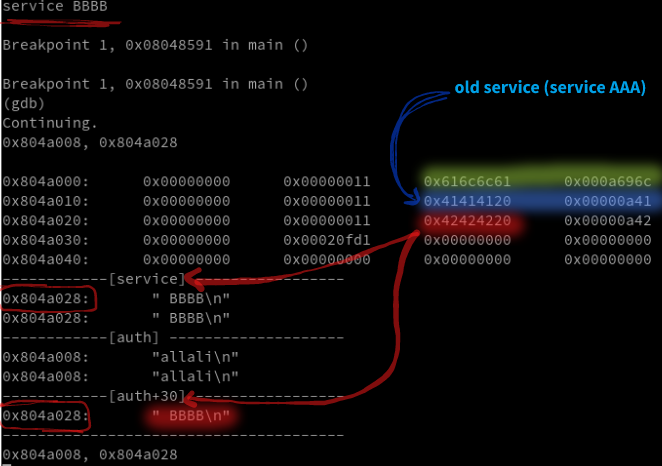 service BBBB
Breakpoint 1, 0x08048591 in main ()
Breakpoint 1, 0x08048591 in main ()
(gdb)
old service (service AAA)
Continuing.
0x804a008, 0x804a028
0x804a000: 0x00000000 0x00000011 0x616c6c61 0x000a696c
0x804a010: 0x00000000 0x00000011 0x41414120 0x00000a41
0x804a020: 0x00000000 0x00000011 0x42424220 0x00000a42
0x804a030: 0x00000000 0x00020fd1 0x00000000 0x00000000
0x804a040: 0x00000000 0x00000000 0x00000000 0x00000000
------------[service]-------------------
0x804a028: " BBBB\n"
0x804a028: " BBBB\n"
------------[auth] ---------------------
0x804a008: "allali\n"
0x804a008: "allali\n"
------------[auth+30]-------------------
0x804a028: " BBBB\n"
----------------------------------------
0x804a008, 0x804a028